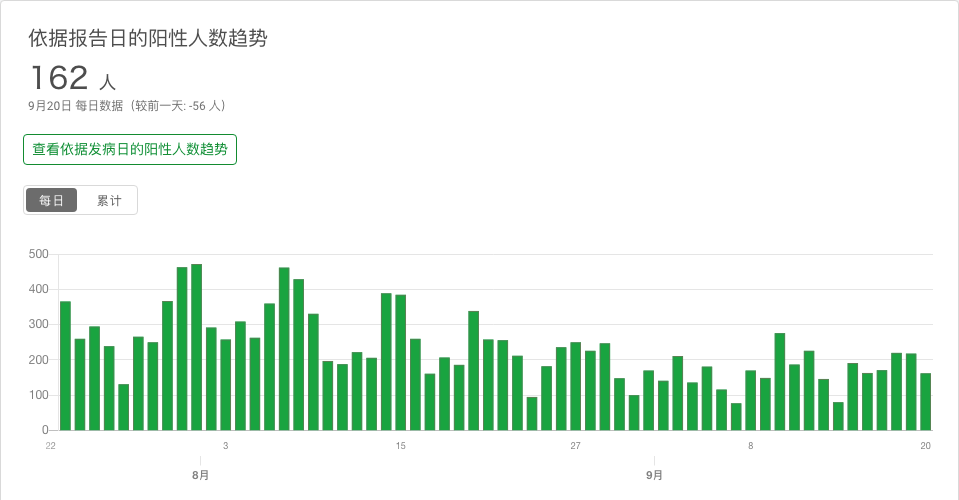 依据报告日的阳性人数趋势
162 人
9月20日 每日数据（较前一天: -56 人）
查看依据发病日的阳性人数趋势
每日 累计
500
400
300
200
100
0
22 3 15 27 8 20
8月 9月